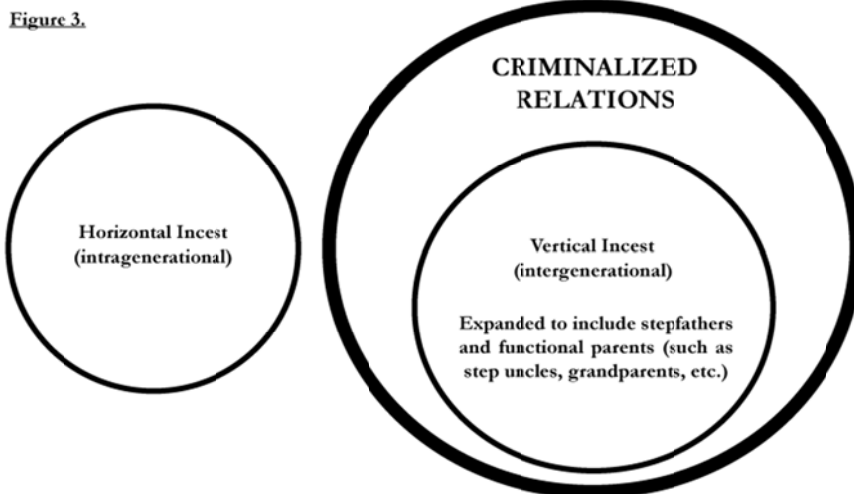 Figure 3.
CRIMINALIZED
RELATIONS
Horizontal Incest
(intragenerational)
Vertical Incest
(intergenerational)
Expanded to include stepfathers
and functional parents (such as
step uncles, grandparents, etc.)